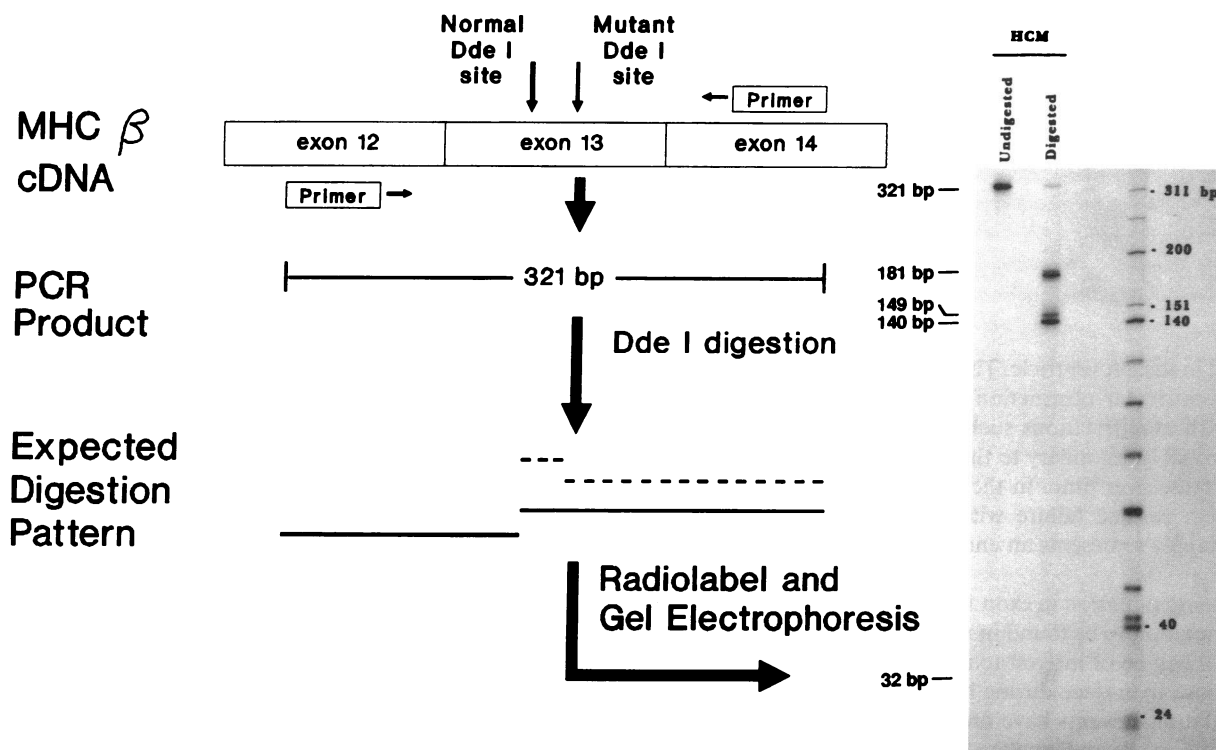 Normal
Dde I
site
Mutant
Dde I
site
Primer
MHC β
cDNA
exon 12
exon 13
exon 14
Primer
PCR
Product
321 bp
Dde I digestion
Expected
Digestion
Pattern
Radiolabel and
Gel Electrophoresis
HCM
Undigested
Digested
321 bp
181 bp
149 bp
140 bp
32 bp
311 bp
200
151
140
40
24